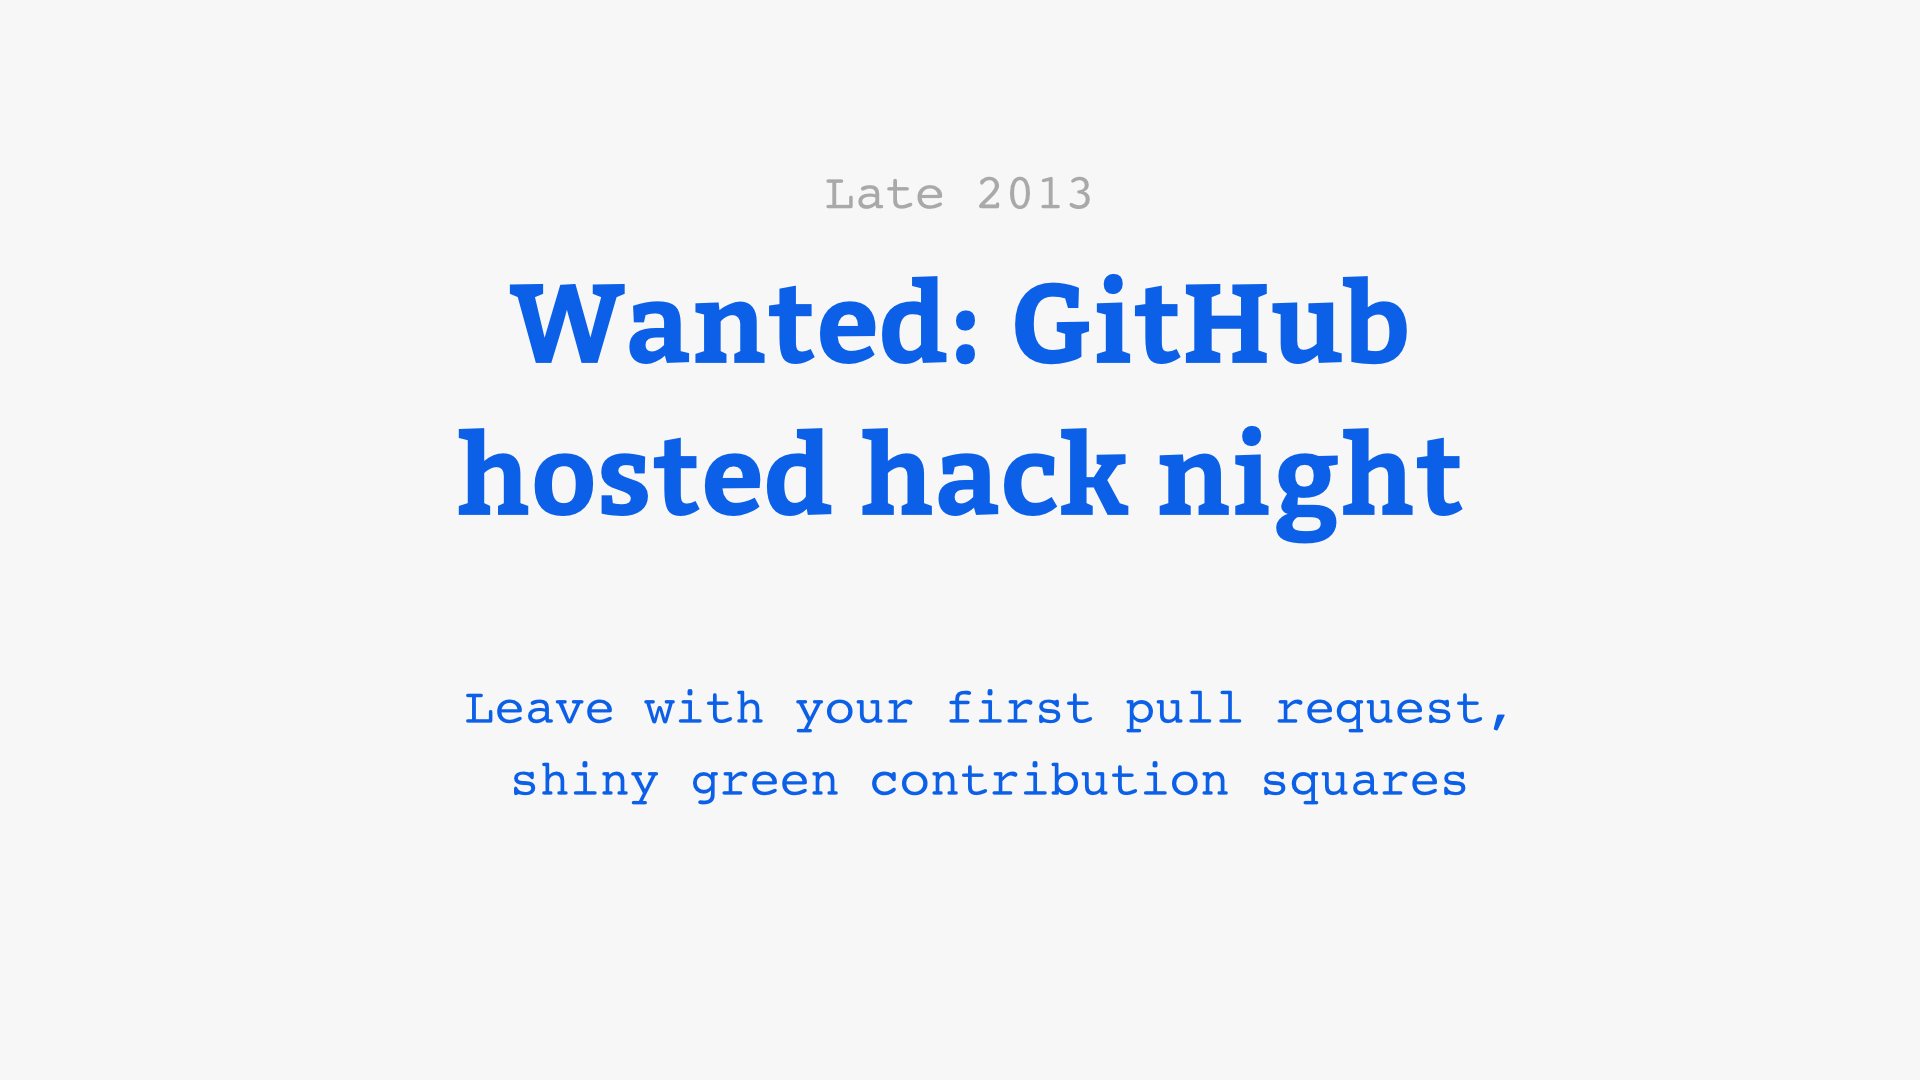 Late 2013
Wanted: GitHub
hosted hack night
Leave with your first pull request,
shiny green contribution squares